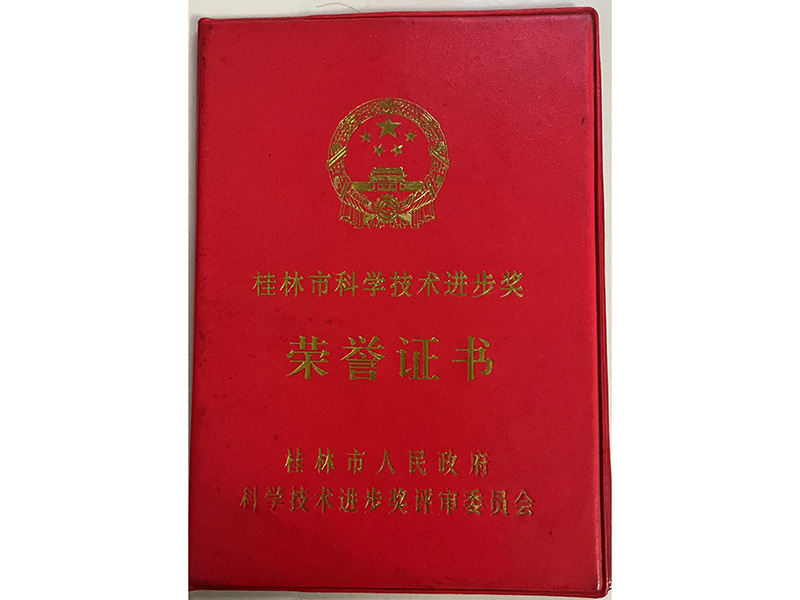 桂林市科学技术进步奖
荣誉证书
桂林市人民政府
科学技术进步奖评审委员会